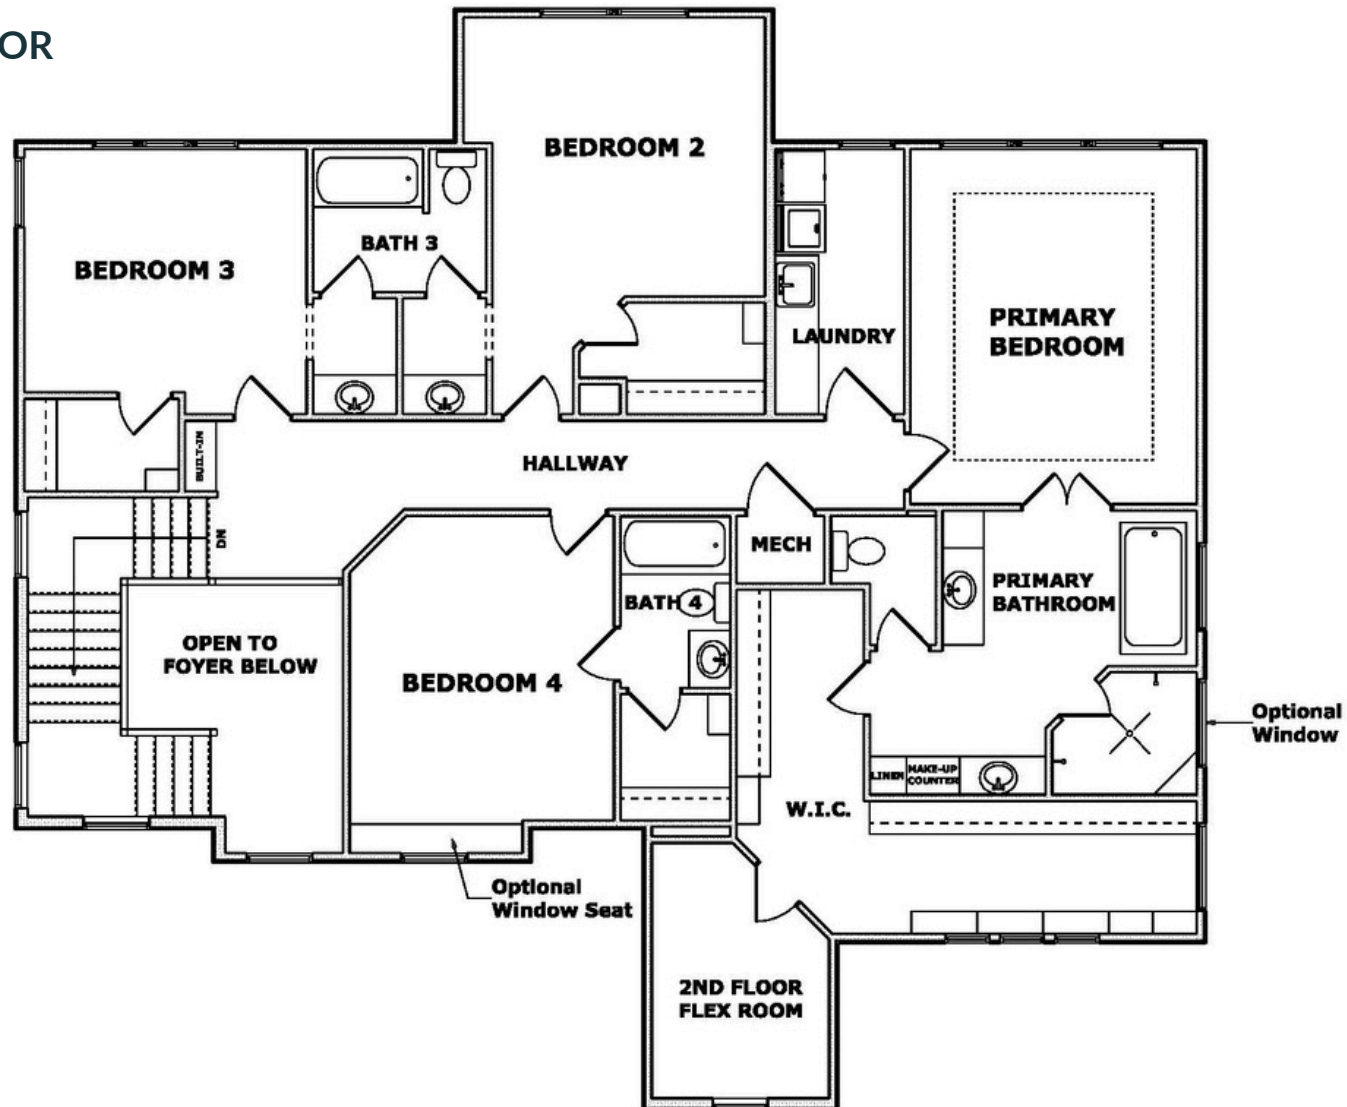 OR
BEDROOM 2
BATH 3
BEDROOM 3
PRIMARY
BEDROOM
LAUNDRY
BUILT-IN
HALLWAY
DN
MECH
PRIMARY
BATHROOM
BATH 4
OPEN TO
FOYER BELOW
BEDROOM 4
Optional
Window
LINEN
MAKE-UP
COUNTER
W.I.C.
Optional
Window Seat
2ND FLOOR
FLEX ROOM